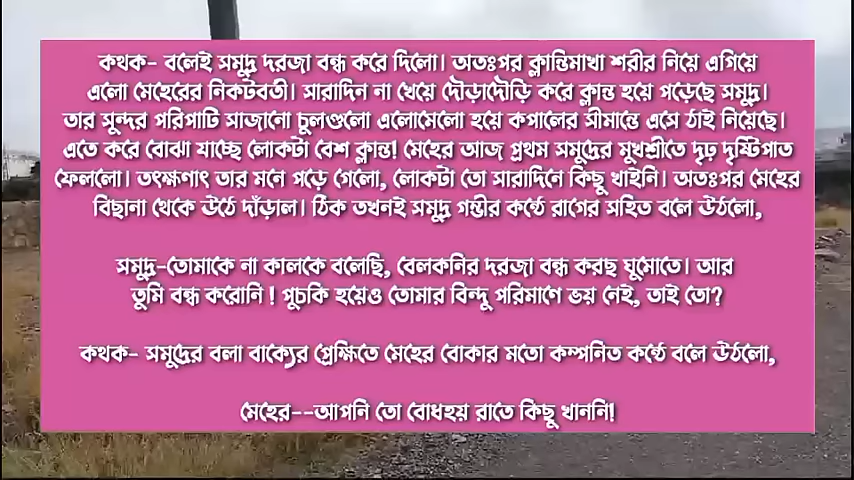 কথক- বলেই সমুদ্র দরজা বন্ধ করে দিলো। অতঃপর ক্লান্তিমাখা শরীর নিয়ে এগিয়ে
এলো মেহেরের নিকটবর্তী। সারাদিন না খেয়ে দৌড়াদৌড়ি করে ক্লান্ত হয়ে পড়েছে সমুদ্র।
তার সুন্দর পরিপাটি সাজানো চুলগুলো এলোমেলো হয়ে কপালের সীমান্তে এসে ঠাই নিয়েছে।
এতে করে বোঝা যাচ্ছে লোকটা বেশ ক্লান্ত! মেহের আজ প্রথম সমুদ্রের মুখশ্রীতে দৃঢ় দৃষ্টিপাত
ফেললো। তৎক্ষণাৎ তার মনে পড়ে গেলো, লোকটা তো সারাদিনে কিছু খাইনি। অতঃপর মেহের
বিছানা থেকে উঠে দাঁড়াল। ঠিক তখনই সমুদ্র গম্ভীর কন্ঠে রাগের সহিত বলে উঠলো,
সমুদ্র-তোমাকে না কালকে বলেছি, বেলকনির দরজা বন্ধ করছ ঘুমোতে। আর
তুমি বন্ধ করোনি ! পুচকি হয়েও তোমার বিন্দু পরিমাণে ভয় নেই, তাই তো?
কথক- সমুদ্রের বলা বাক্যের প্রেক্ষিতে মেহের বোকার মতো কম্পনিত কন্ঠে বলে উঠলো,
মেহের--আপনি তো বোধহয় রাতে কিছু খাননি!